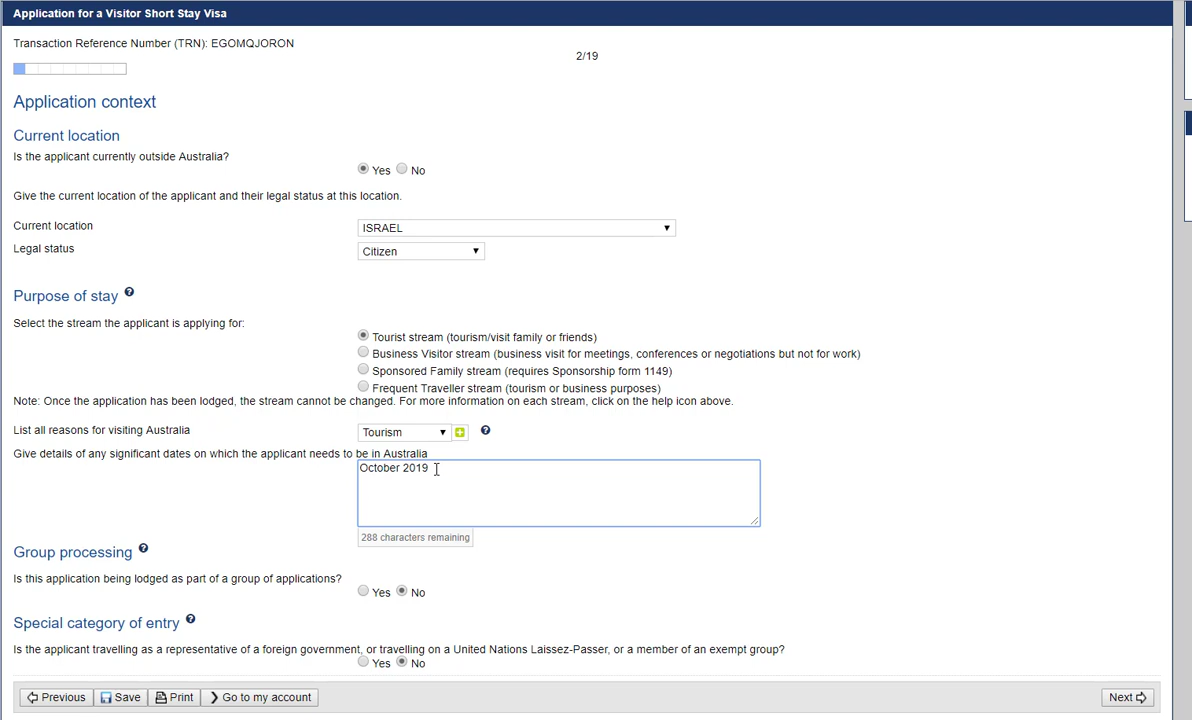 Application for a Visitor Short Stay Visa
Transaction Reference Number (TRN): EGOMQJORON
2/19
Application context
Current location
Is the applicant currently outside Australia?
Yes No
Give the current location of the applicant and their legal status at this location.
Current location ISRAEL
Legal status Citizen
Purpose of stay
Select the stream the applicant is applying for:
Tourist stream (tourism/visit family or friends)
Business Visitor stream (business visit for meetings, conferences or negotiations but not for work)
Sponsored Family stream (requires Sponsorship form 1149)
Frequent Traveller stream (tourism or business purposes)
Note: Once the application has been lodged, the stream cannot be changed. For more information on each stream, click on the help icon above.
List all reasons for visiting Australia Tourism
Give details of any significant dates on which the applicant needs to be in Australia
October 2019
288 characters remaining
Group processing
Is this application being lodged as part of a group of applications?
Yes No
Special category of entry
Is the applicant travelling as a representative of a foreign government, or travelling on a United Nations Laissez-Passer, or a member of an exempt group?
Yes No
Previous Save Print Go to my account Next